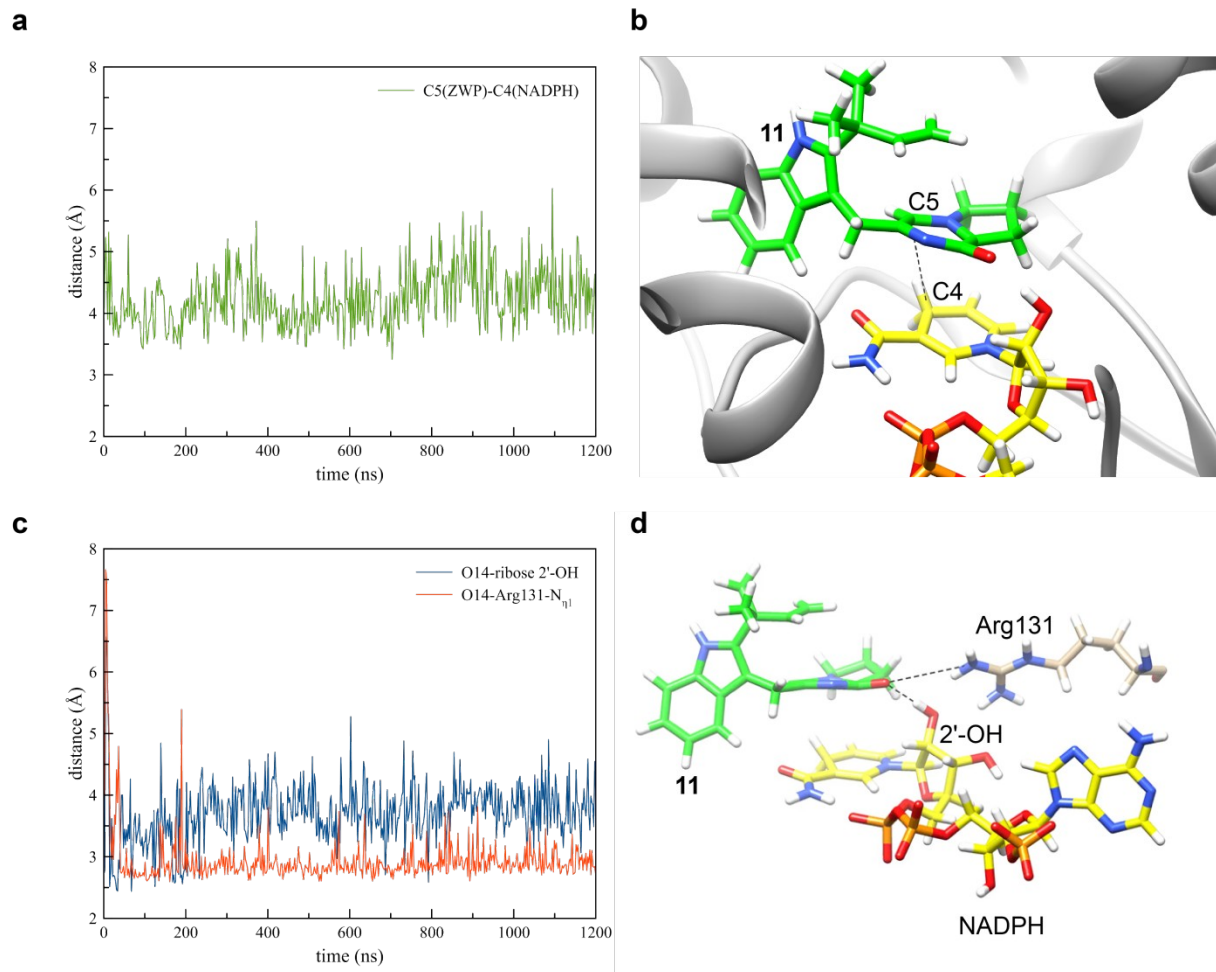 a
8
7
6
5
4
3
2
distance (Å)
C5(ZWP)-C4(NADPH)
0
200
400
600
800
1000
1200
time (ns)
b
11
C5
C4
c
8
7
6
5
4
3
2
distance (Å)
O14-ribose 2'-OH
O14-Arg131-Nη1
0
200
400
600
800
1000
1200
time (ns)
d
Arg131
2'-OH
11
NADPH